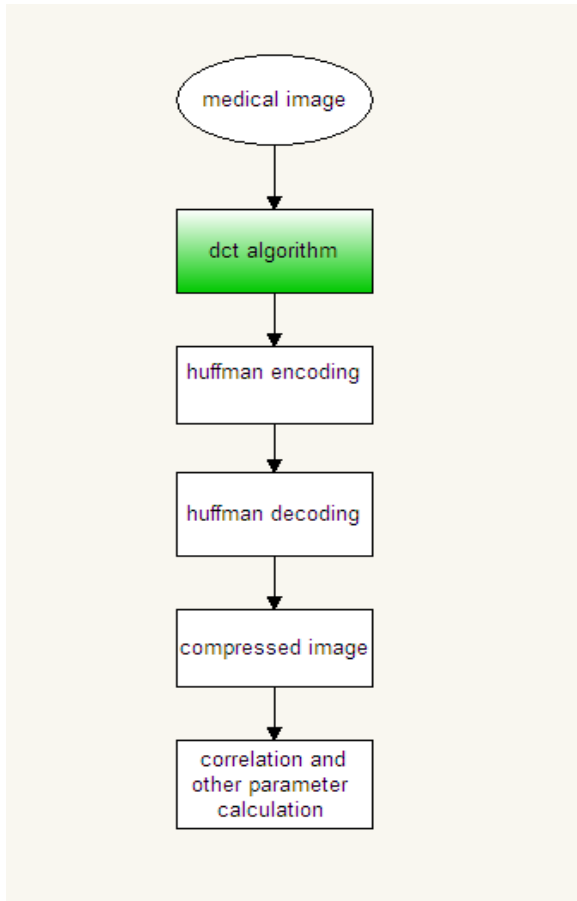 medical image
dct algorithm
huffman encoding
huffman decoding
compressed image
correlation and
other parameter
calculation